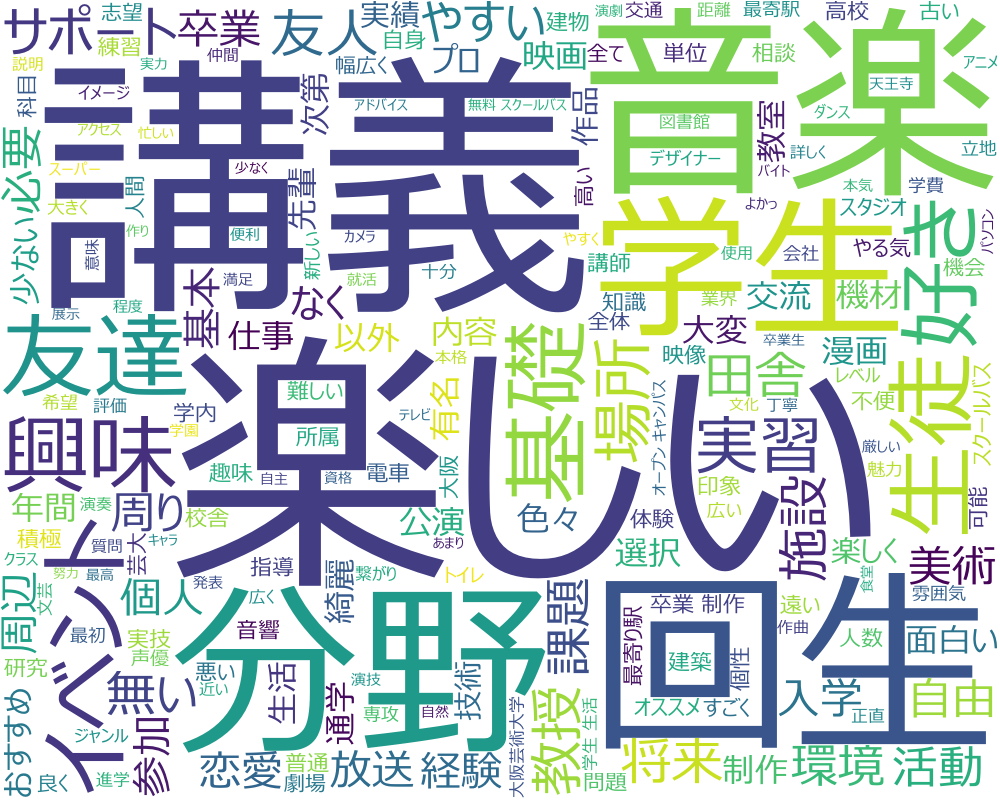 サポート
卒業
志望
実績
やすい
建物
演劇
交通
最寄駅
高校
古い
練習
仲間
友人
自身
幅広く
プロ
映画
全て
単位
相談
アニメ
説明
実力
科目
イメージ
次第
アドバイス
無料 スクールバス
作品
音楽
天王寺
図書館
ダンス
デザイナー
教室
詳しく
バイト
立地
アクセス
忙しい
必要
講義
スーパー
少なく
先輩
高い
本気
学費
大きく
人間
よかっ
スタジオ
パソコン
少ない
作り
便利
新しい
カメラ
やすく
学生
使用
会社
やる気
好き
意味
満足
就活
十分
講師
業界
交流
機会
機材
展示
程度
基本
なく
知識
友達
仕事
以外
内容
全体
大変
卒業生
漫画
本格
基礎
場所
映像
田舎
レベル
不便
希望
評価
難しい
有名
文化
丁寧
生徒
スクールバス
興味
学内
学園
所属
テレビ
楽しい
オープン キャンパス
実習
厳しい
趣味
電車
大阪
印象
魅力
自主
資格
広い
可能
年間
演奏
周り
校舎
公演
色々
体験
施設
積極
質問
芸大
キャラ
あまり
選択
楽しく
美術
クラス
イベント
指導
綺麗
繋がり
トイレ
食堂
努力
最高
発表
文芸
個人
分野
広く
課題
回生
卒業 制作
遠い
雰囲気
周辺
最初
実技
音響
作曲
人数
面白い
研究
声優
悪い
近い
生活
演技
技術
最寄り駅
建築
個性
無い
通学
専攻
自然
大阪芸術大学
教授
学生 生活
オススメ
すごく
入学
正直
自由
おすすめ
ジャンル
参加
良く
進学
恋愛
普通
劇場
放送
経験
問題
将来
制作
環境
活動